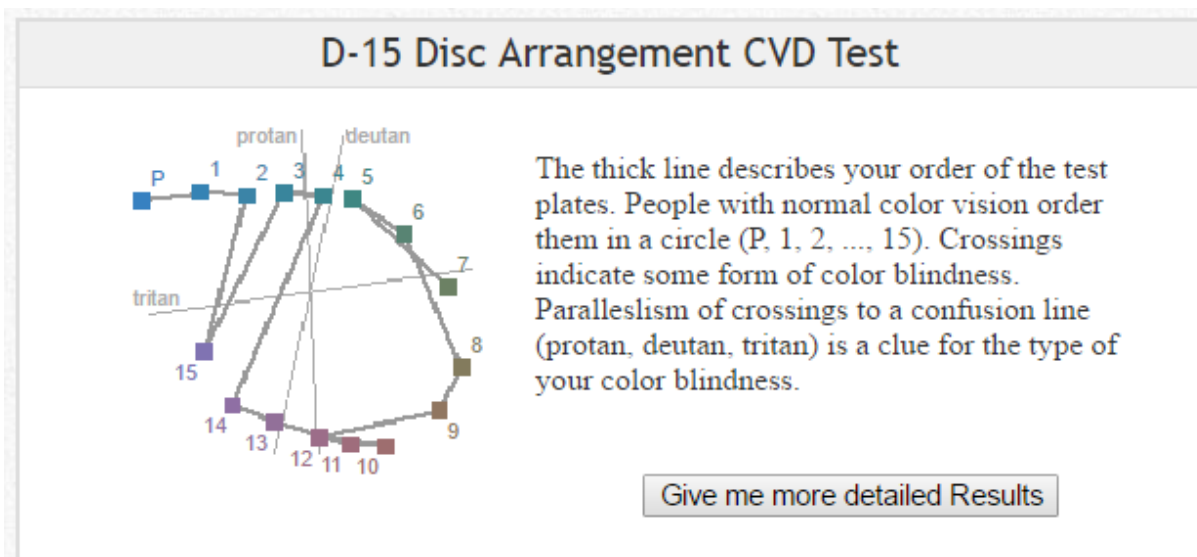 D-15 Disc Arrangement CVD Test
protan
deutan
P
1
2
3
4
5
6
7
tritan
8
15
14
13
12
11
10
9
The thick line describes your order of the test
plates. People with normal color vision order
them in a circle (P, 1, 2, ..., 15). Crossings
indicate some form of color blindness.
Paralleslism of crossings to a confusion line
(protan, deutan, tritan) is a clue for the type of
your color blindness.
Give me more detailed Results